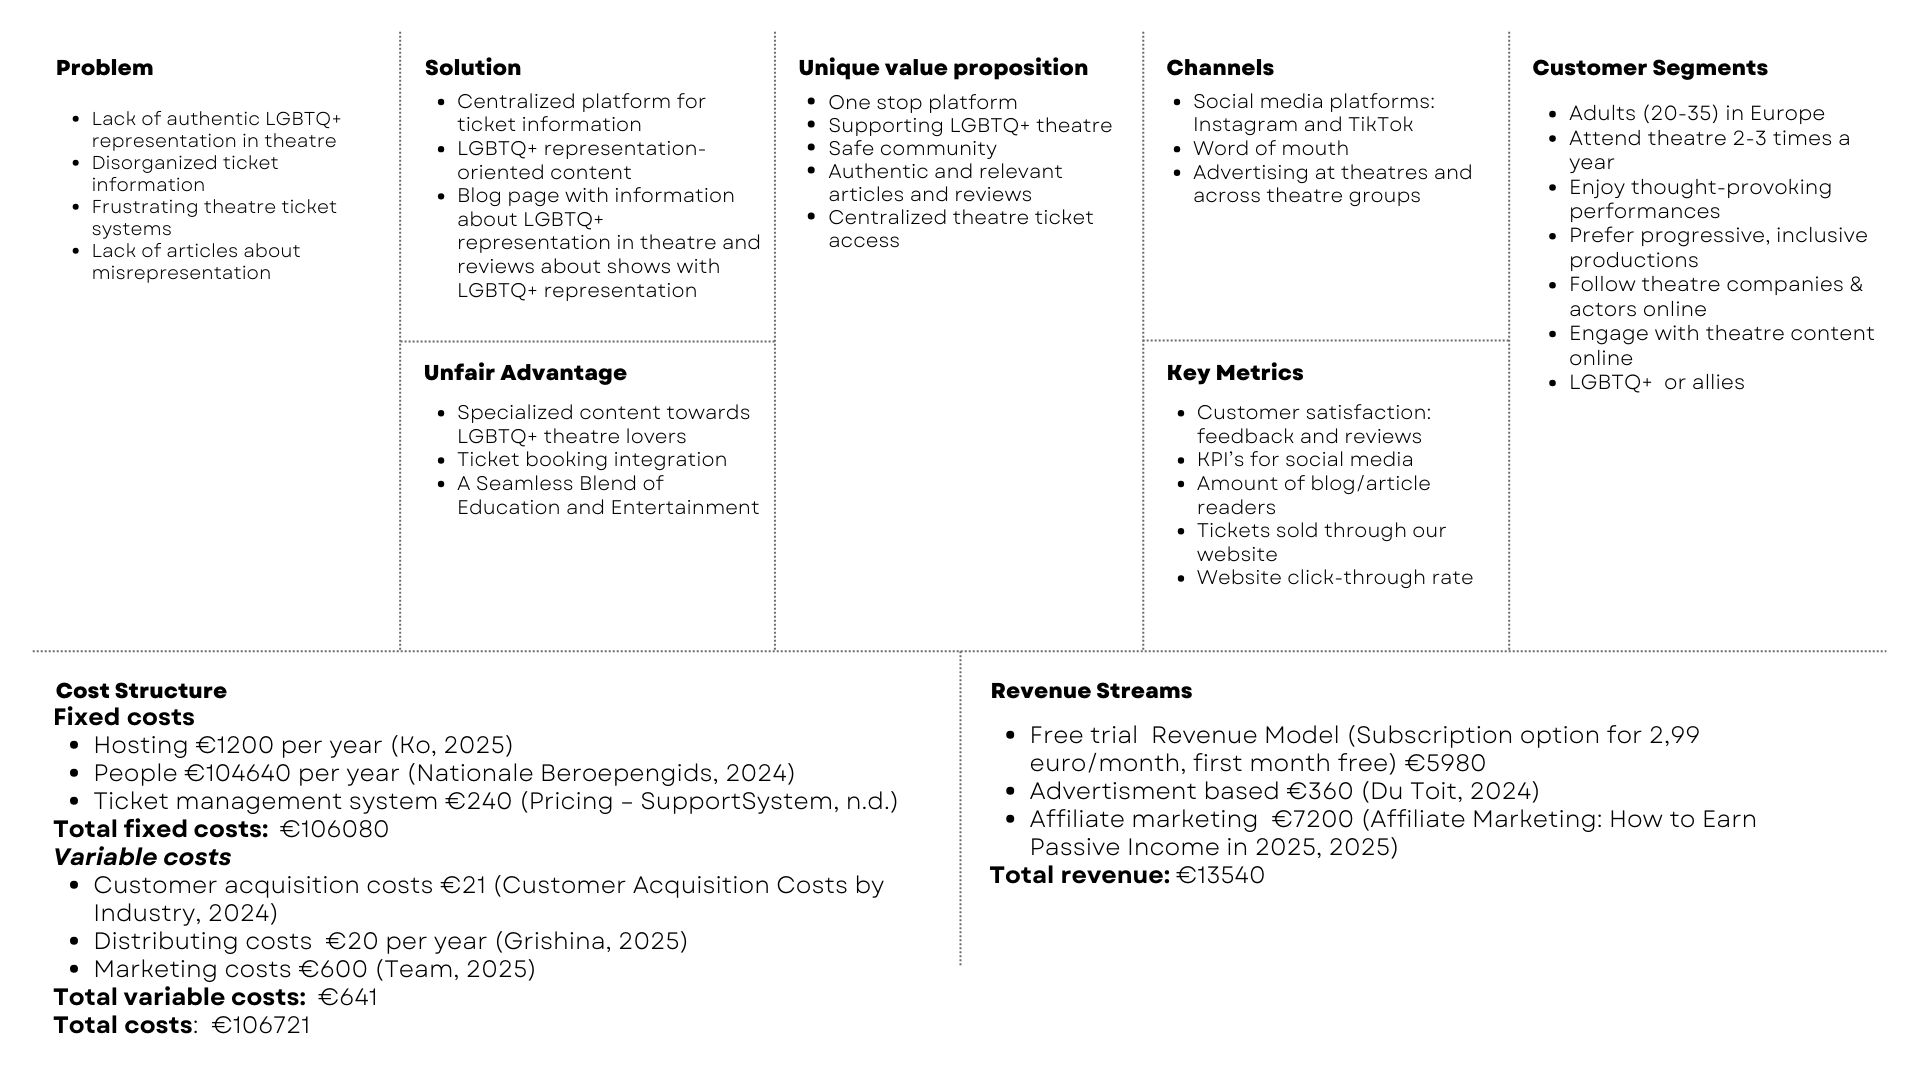 Problem
Lack of authentic LGBTQ+
representation in theatre
Disorganized ticket
information
Frustrating theatre ticket
systems
Lack of articles about
misrepresentation
Solution
Centralized platform for
ticket information
LGBTQ+ representation-
oriented content
Blog page with information
about LGBTQ+
representation in theatre and
reviews about shows with
LGBTQ+ representation
Unfair Advantage
Specialized content towards
LGBTQ+ theatre lovers
Ticket booking integration
A Seamless Blend of
Education and Entertainment
Unique value proposition
One stop platform
Supporting LGBTQ+ theatre
Safe community
Authentic and relevant
articles and reviews
Centralized theatre ticket
access
Channels
Social media platforms:
Instagram and TikTok
Word of mouth
Advertising at theatres and
across theatre groups
Key Metrics
Customer satisfaction:
feedback and reviews
KPI's for social media
Amount of blog/article
readers
Tickets sold through our
website
Website click-through rate
Customer Segments
Adults (20-35) in Europe
Attend theatre 2-3 times a
year
Enjoy thought-provoking
performances
Prefer progressive, inclusive
productions
Follow theatre companies &
actors online
Engage with theatre content
online
LGBTQ+ or allies
Cost Structure
Fixed costs
Hosting €1200 per year (Ko, 2025)
People €104640 per year (Nationale Beroepengids, 2024)
Ticket management system €240 (Pricing – SupportSystem, n.d.)
Total fixed costs: €106080
Variable costs
Customer acquisition costs €21 (Customer Acquisition Costs by
Industry, 2024)
Distributing costs €20 per year (Grishina, 2025)
Marketing costs €600 (Team, 2025)
Total variable costs: €641
Total costs: €106721
Revenue Streams
Free trial Revenue Model (Subscription option for 2,99
euro/month, first month free) €5980
Advertisment based €360 (Du Toit, 2024)
Affiliate marketing €7200 (Affiliate Marketing: How to Earn
Passive Income in 2025, 2025)
Total revenue: €13540